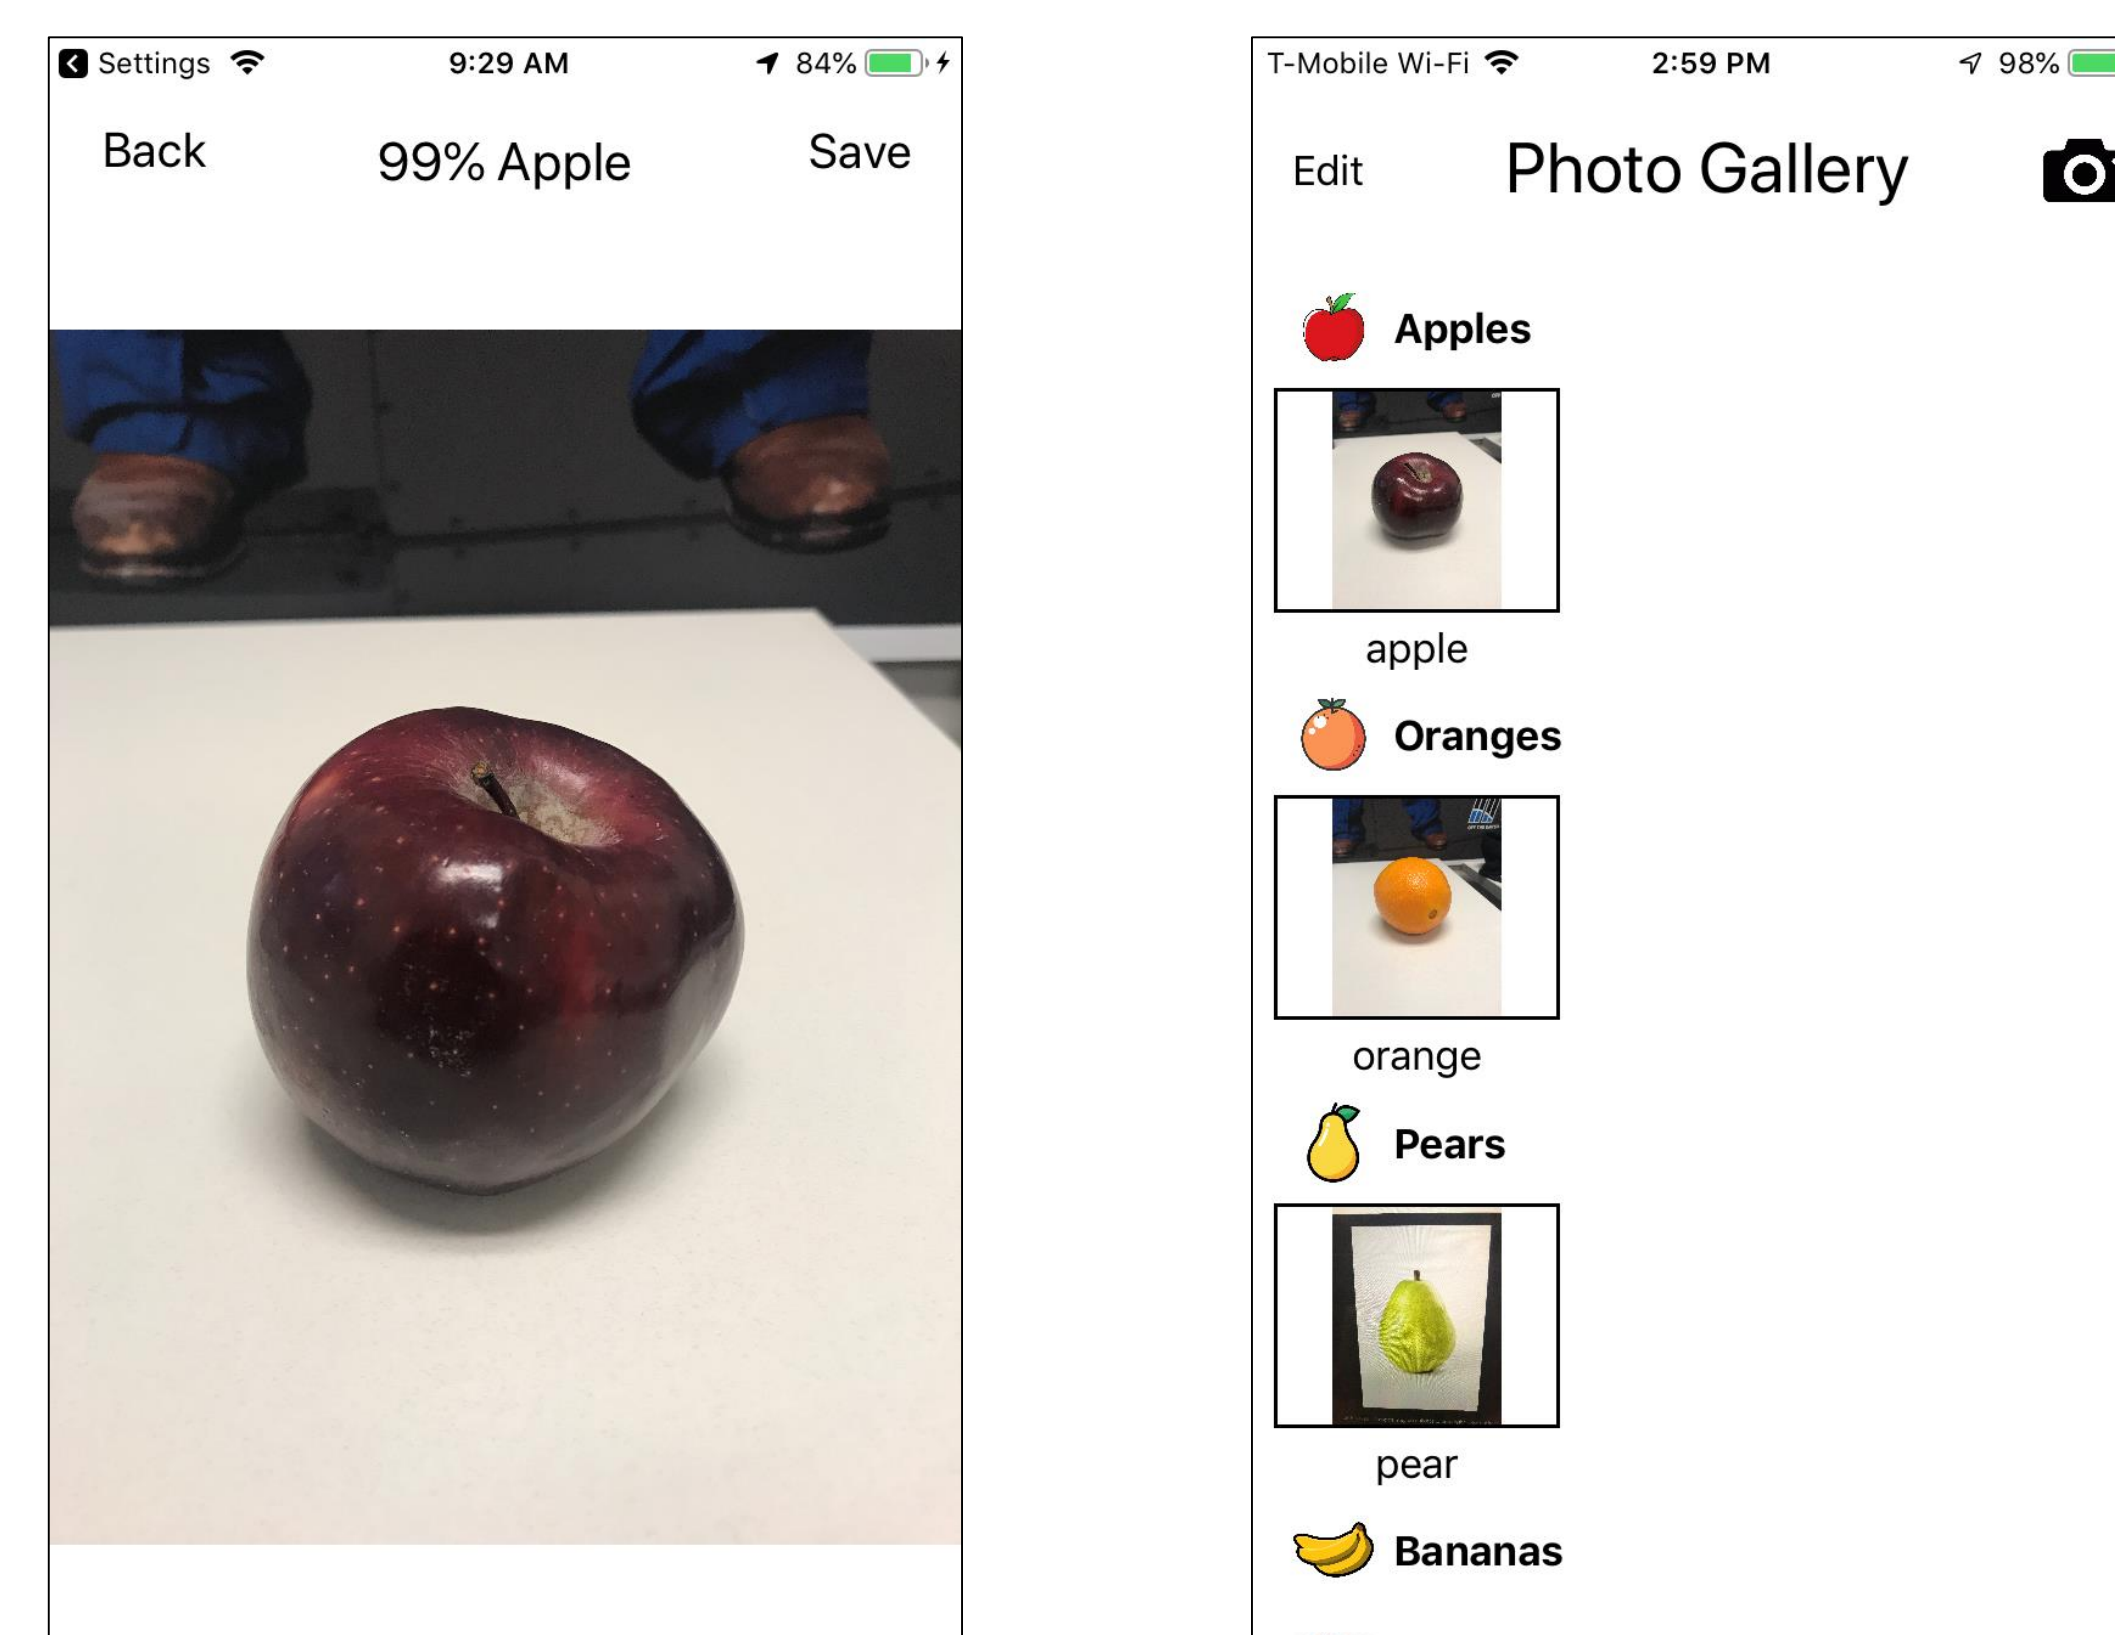 Settings 9:29 AM 84%
Back 99% Apple Save
T-Mobile Wi-Fi 2:59 PM 98%
Edit Photo Gallery
Apples
apple
Oranges
orange
Pears
pear
Bananas